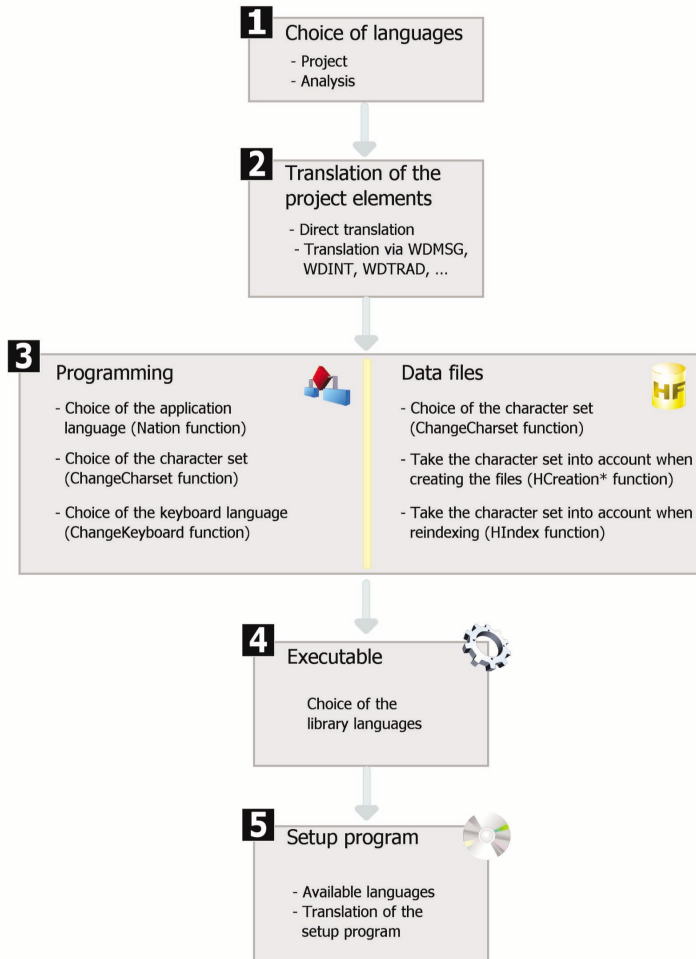 1
Choice of languages
- Project
- Analysis
2
Translation of the
project elements
- Direct translation
- Translation via WDMSG,
WDINT, WDTRAD, ...
3
Programming
- Choice of the application
language (Nation function)
- Choice of the character set
(ChangeCharset function)
- Choice of the keyboard language
(ChangeKeyboard function)
Data files
HF
- Choice of the character set
(ChangeCharset function)
- Take the character set into account when
creating the files (HCreation* function)
- Take the character set into account when
reindexing (HIndex function)
4
Executable
Choice of the
library languages
5
Setup program
- Available languages
- Translation of the
setup program